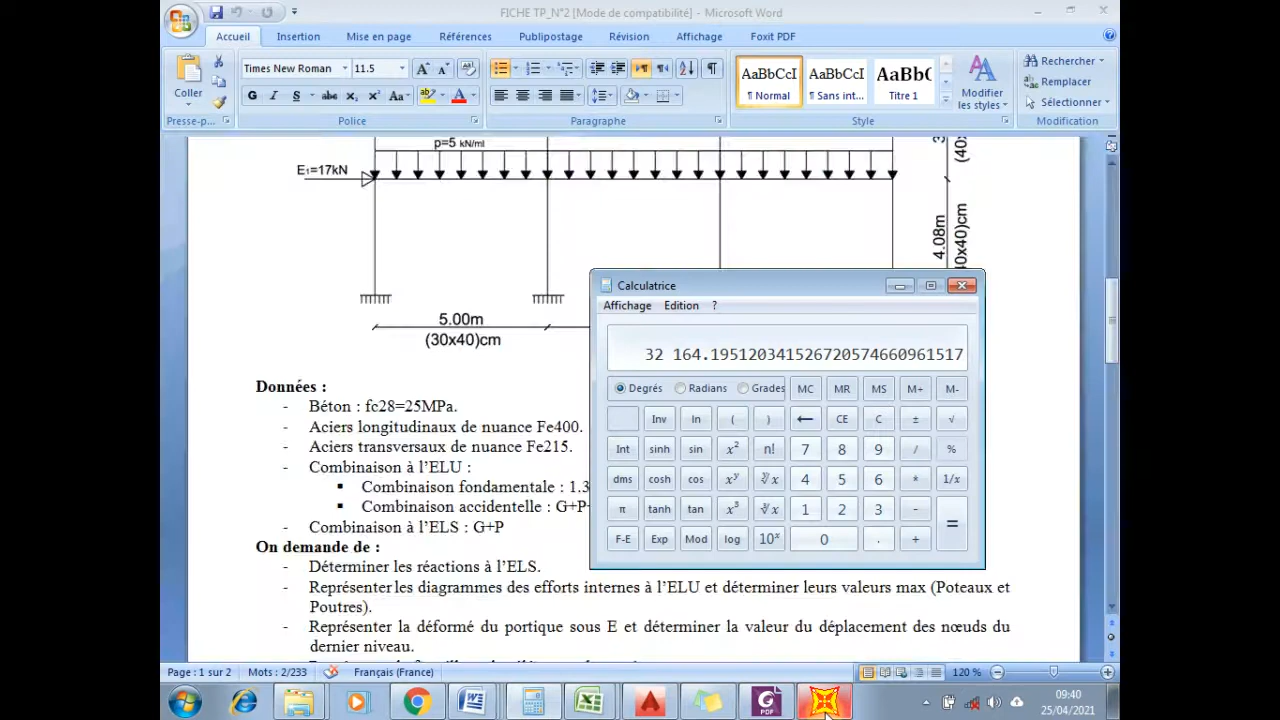 FICHE TP_N°2 [Mode de compatibilité] - Microsoft Word
Accueil Insertion Mise en page Références Publipostage Révision Affichage Foxit PDF
Coller
Times New Roman 11.5
AaBbCcI AaBbCcI AaBbC
¶ Normal ¶ Sans int... Titre 1
Modifier
les styles
Rechercher
Remplacer
Sélectionner
Presse-p... Police Paragraphe Style Modification
p=5 kN/ml
E1=17kN
4.08m
5.00m
(30x40)cm
Calculatrice
Affichage Edition ?
32 164.195120341526720574660961517
Degrés Radians Grades MC MR MS M+ M-
Inv ln ( ) ← CE C ± √
Int sinh sin x² n! 7 8 9 / %
dms cosh cos xʸ ʸ√x 4 5 6 * 1/x
π tanh tan x³ ³√x 1 2 3 - =
F-E Exp Mod log 10ˣ 0 . +
Données :
- Béton : fc28=25MPa.
- Aciers longitudinaux de nuance Fe400.
- Aciers transversaux de nuance Fe215.
- Combinaison à l’ELU :
▪ Combinaison fondamentale : 1.3
▪ Combinaison accidentelle : G+P
- Combinaison à l’ELS : G+P
On demande de :
- Déterminer les réactions à l’ELS.
- Représenter les diagrammes des efforts internes à l’ELU et déterminer leurs valeurs max (Poteaux et
Poutres).
- Représenter la déformé du portique sous E et déterminer la valeur du déplacement des nœuds du
dernier niveau.
Page : 1 sur 2 Mots : 2/233 Français (France) 120 %
09:40
25/04/2021